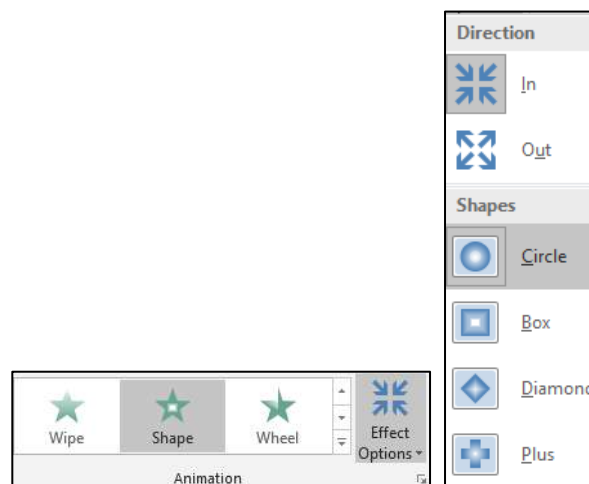 Direction
In
Out
Shapes
Circle
Box
Diamond
Plus
Wipe
Shape
Wheel
Effect
Options
Animation